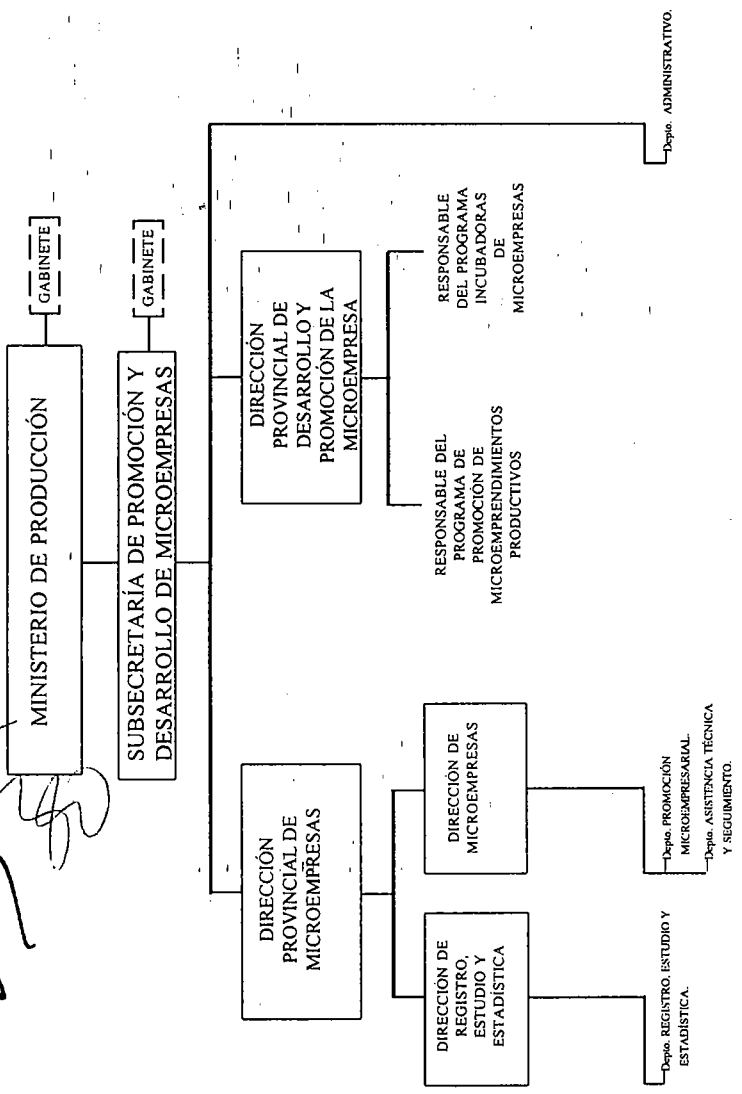 MINISTERIO DE PRODUCCIÓN
GABINETE
SUBSECRETARÍA DE PROMOCIÓN Y
DESARROLLO DE MICROEMPRESAS
GABINETE
DIRECCIÓN
PROVINCIAL DE
MICROEMPRESAS
DIRECCIÓN
PROVINCIAL DE
DESARROLLO Y
PROMOCIÓN DE LA
MICROEMPRESA
DIRECCIÓN DE
REGISTRO,
ESTUDIO Y
ESTADÍSTICA
DIRECCIÓN DE
MICROEMPRESAS
RESPONSABLE DEL
PROGRAMA DE
PROMOCIÓN DE
MICROEMPRENDIMIENTOS
PRODUCTIVOS
RESPONSABLE
DEL PROGRAMA
INCUBADORAS
DE
MICROEMPRESAS
Depto. REGISTRO, ESTUDIO Y
ESTADÍSTICA.
Depto. PROMOCIÓN
MICROEMPRESARIAL.
Depto. ASISTENCIA TÉCNICA
Y SEGUIMIENTO.
Depto. ADMINISTRATIVO.